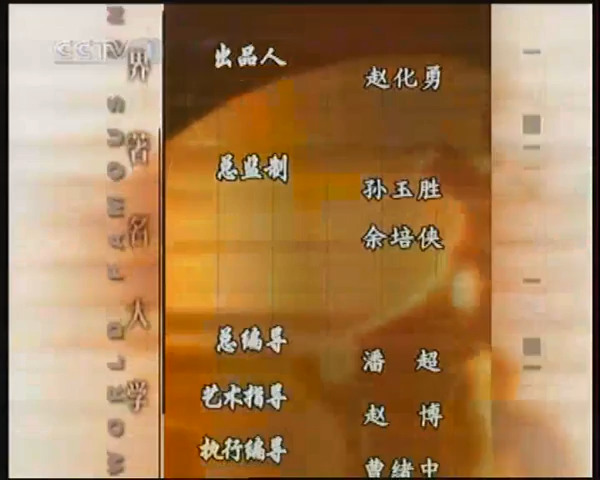 CCTV
出品人
赵化勇
总监制
孙玉胜
余培侠
总编导
潘 超
艺术指导
赵 博
执行编导
曹绪中
界著名人学
WORLD FAMOUS